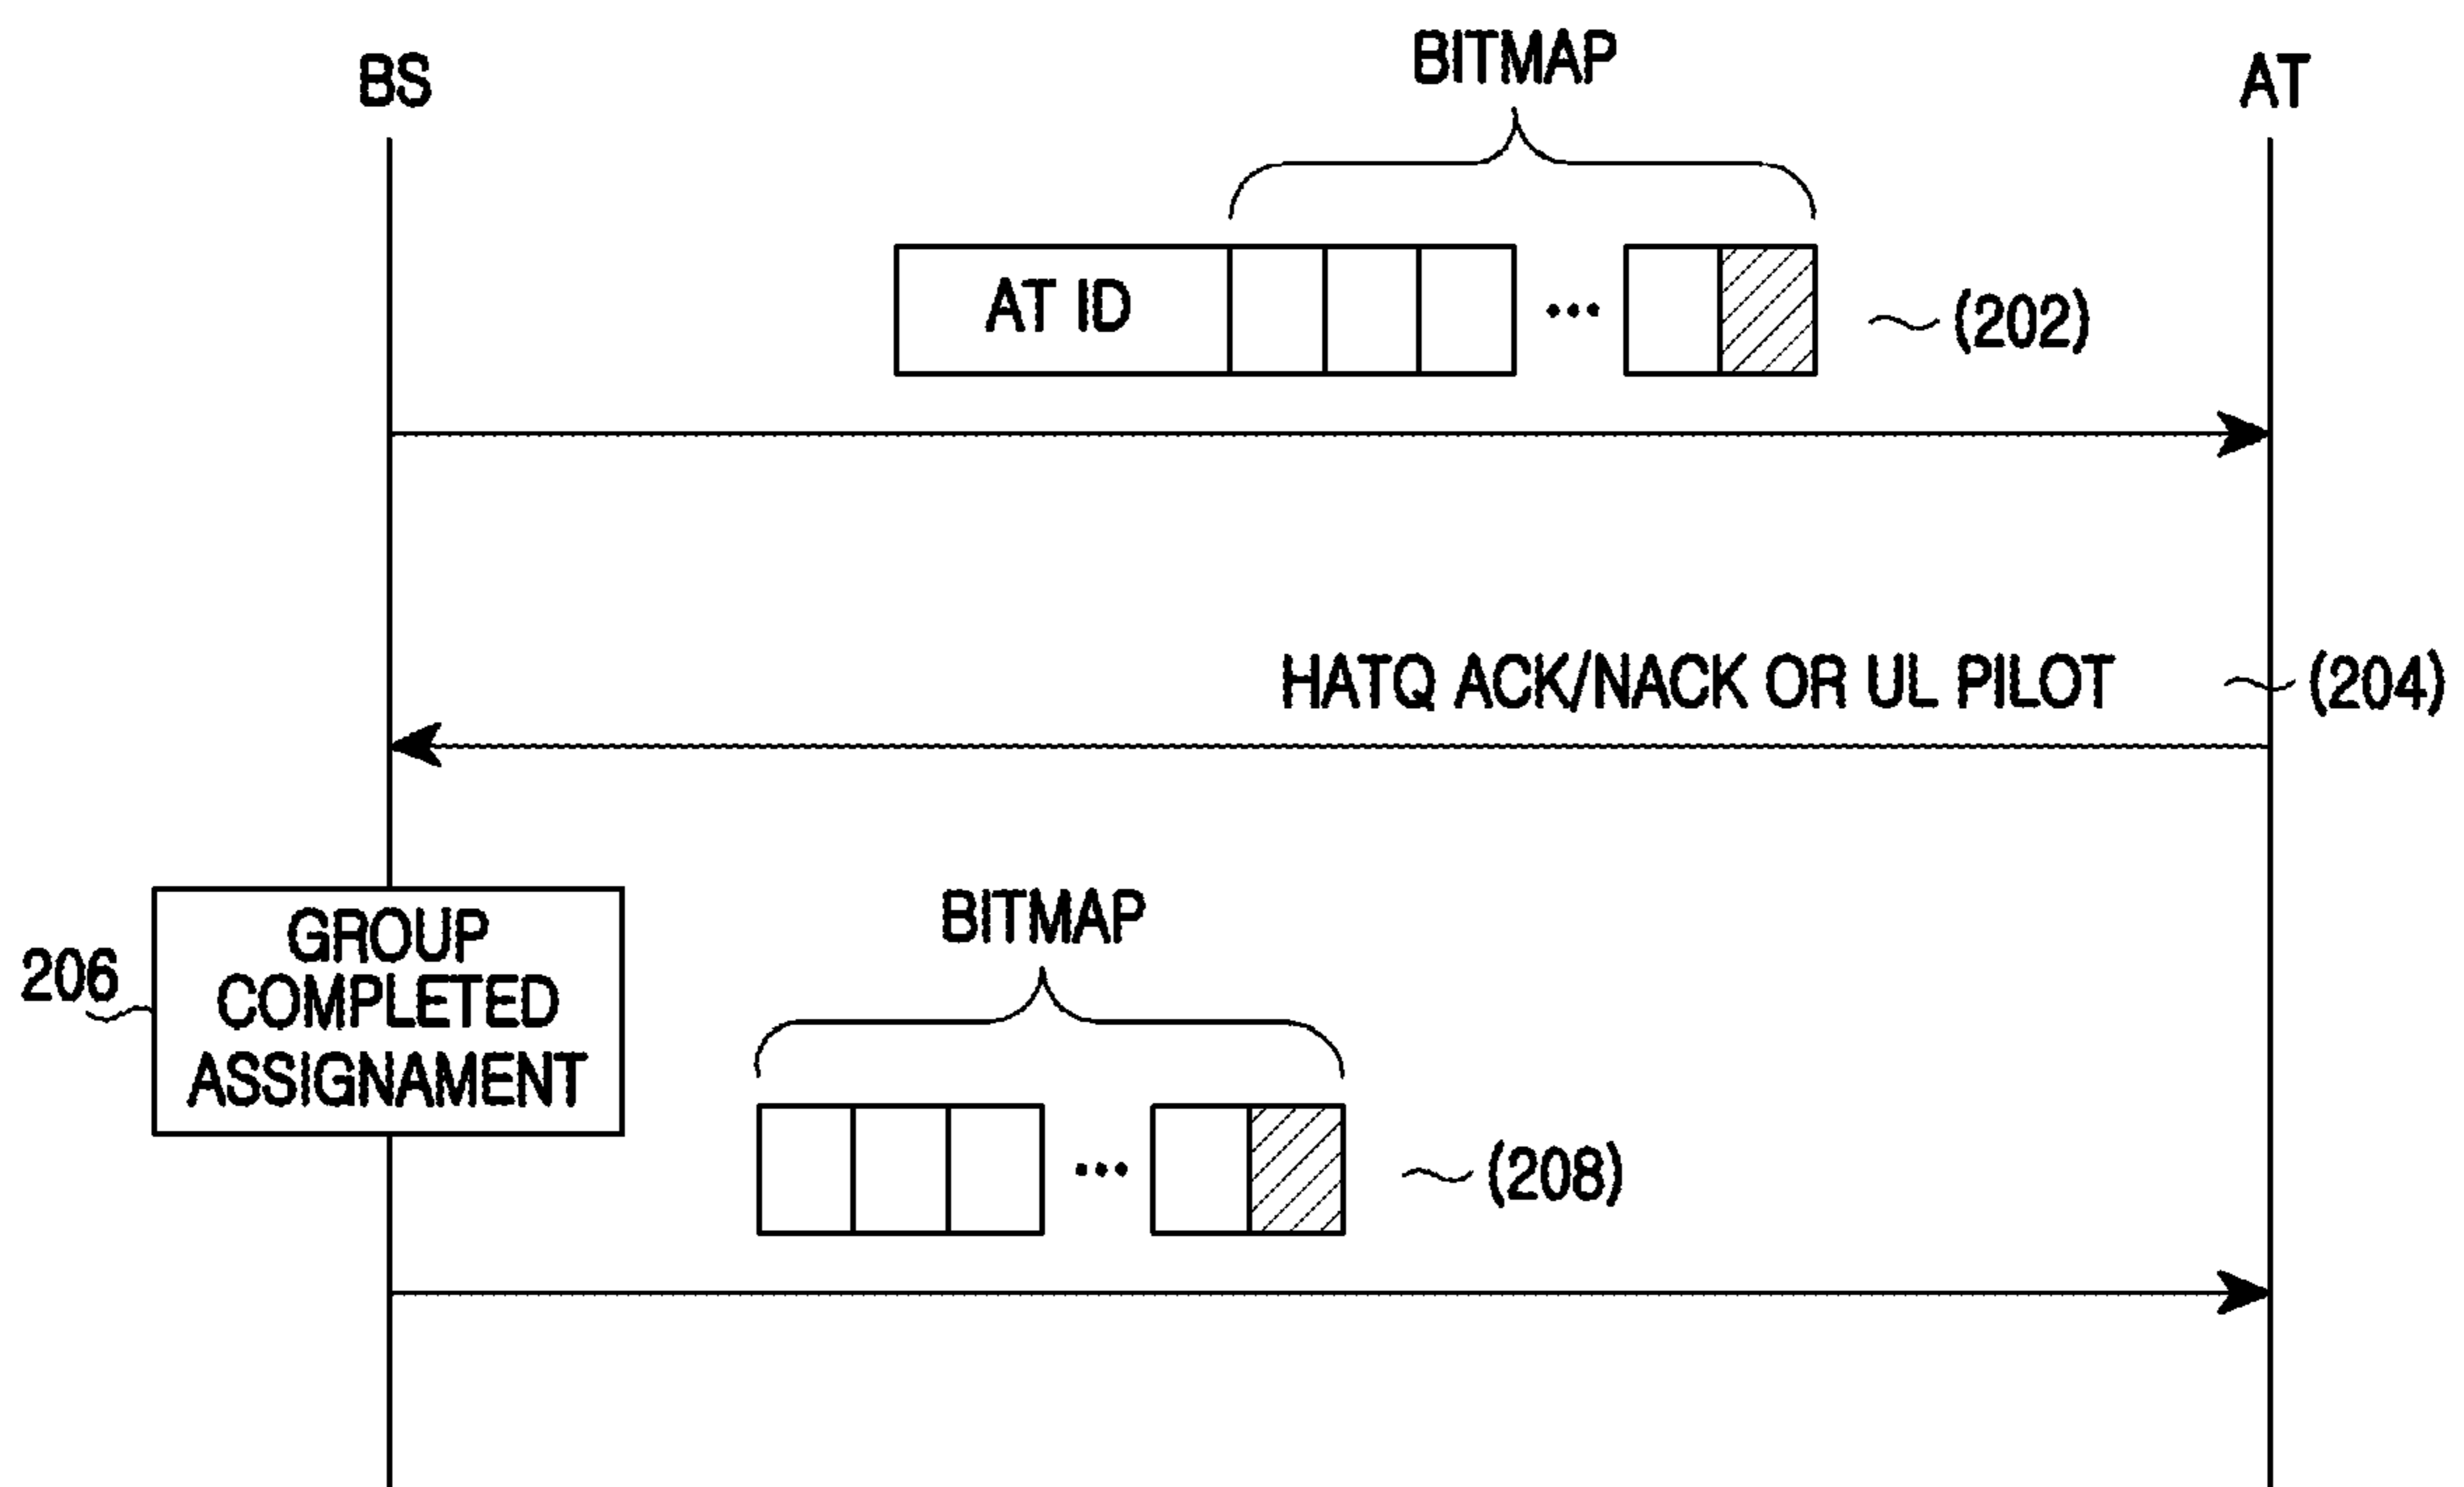 BS
BITMAP
AT
AT ID
...
(202)
HATQ ACK/NACK OR UL PILOT
(204)
206
GROUP
COMPLETED
ASSIGNAMENT
BITMAP
...
(208)